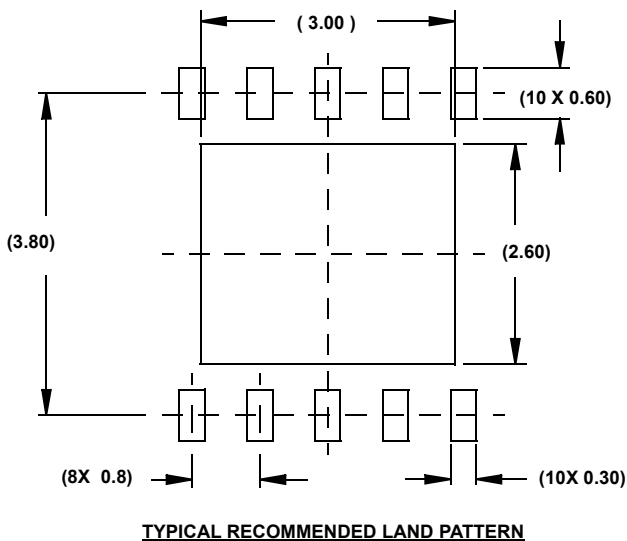 ( 3.00 )
(10 X 0.60)
(3.80)
(2.60)
(8X 0.8)
(10X 0.30)
TYPICAL RECOMMENDED LAND PATTERN